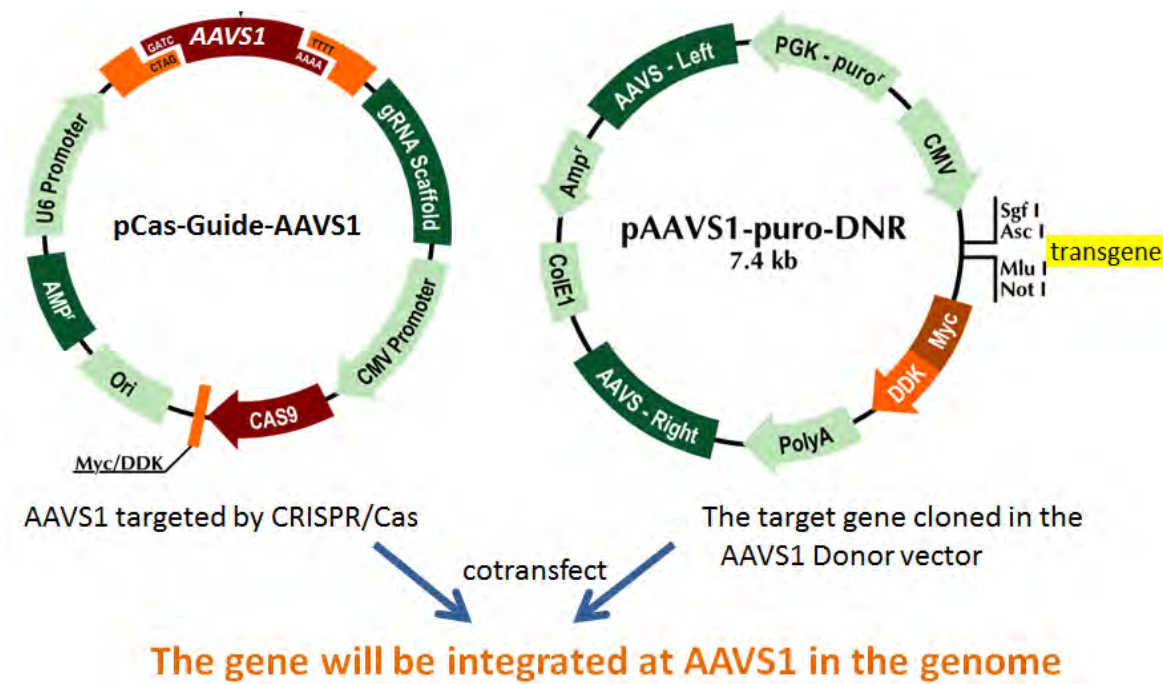 GATC
CTAG
AAVS1
TTTT
AAAA
gRNA Scaffold
CMV Promoter
CAS9
Myc/DDK
Ori
AMPʳ
U6 Promoter
pCas-Guide-AAVS1
AAVS - Left
PGK - puroʳ
CMV
Sgf I
Asc I
transgene
Mlu I
Not I
Myc
DDK
PolyA
AAVS - Right
ColE1
Ampʳ
pAAVS1-puro-DNR
7.4 kb
AAVS1 targeted by CRISPR/Cas
The target gene cloned in the
AAVS1 Donor vector
cotransfect
The gene will be integrated at AAVS1 in the genome